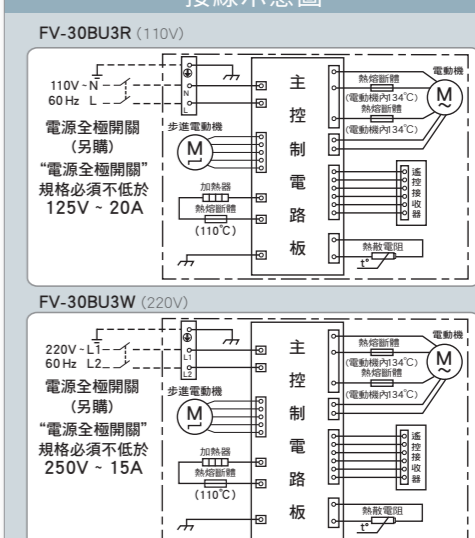 接線示意圖
FV-30BU3R (110V)
110V~N
60Hz L
N
L
電源全極開關
(另購)
“電源全極開關”
規格必須不低於
125V ~ 20A
步進電動機
M
加熱器
熱熔斷體
(110℃)
主控制電路板
熱熔斷體
(電動機內134℃)
熱熔斷體
(電動機內134℃)
電動機
M
~
遙控接收器
熱散電阻
t°
FV-30BU3W (220V)
220V~L1
60Hz L2
L1
L2
電源全極開關
(另購)
“電源全極開關”
規格必須不低於
250V ~ 15A
步進電動機
M
加熱器
熱熔斷體
(110℃)
主控制電路板
熱熔斷體
(電動機內134℃)
熱熔斷體
(電動機內134℃)
電動機
M
~
遙控接收器
熱散電阻
t°